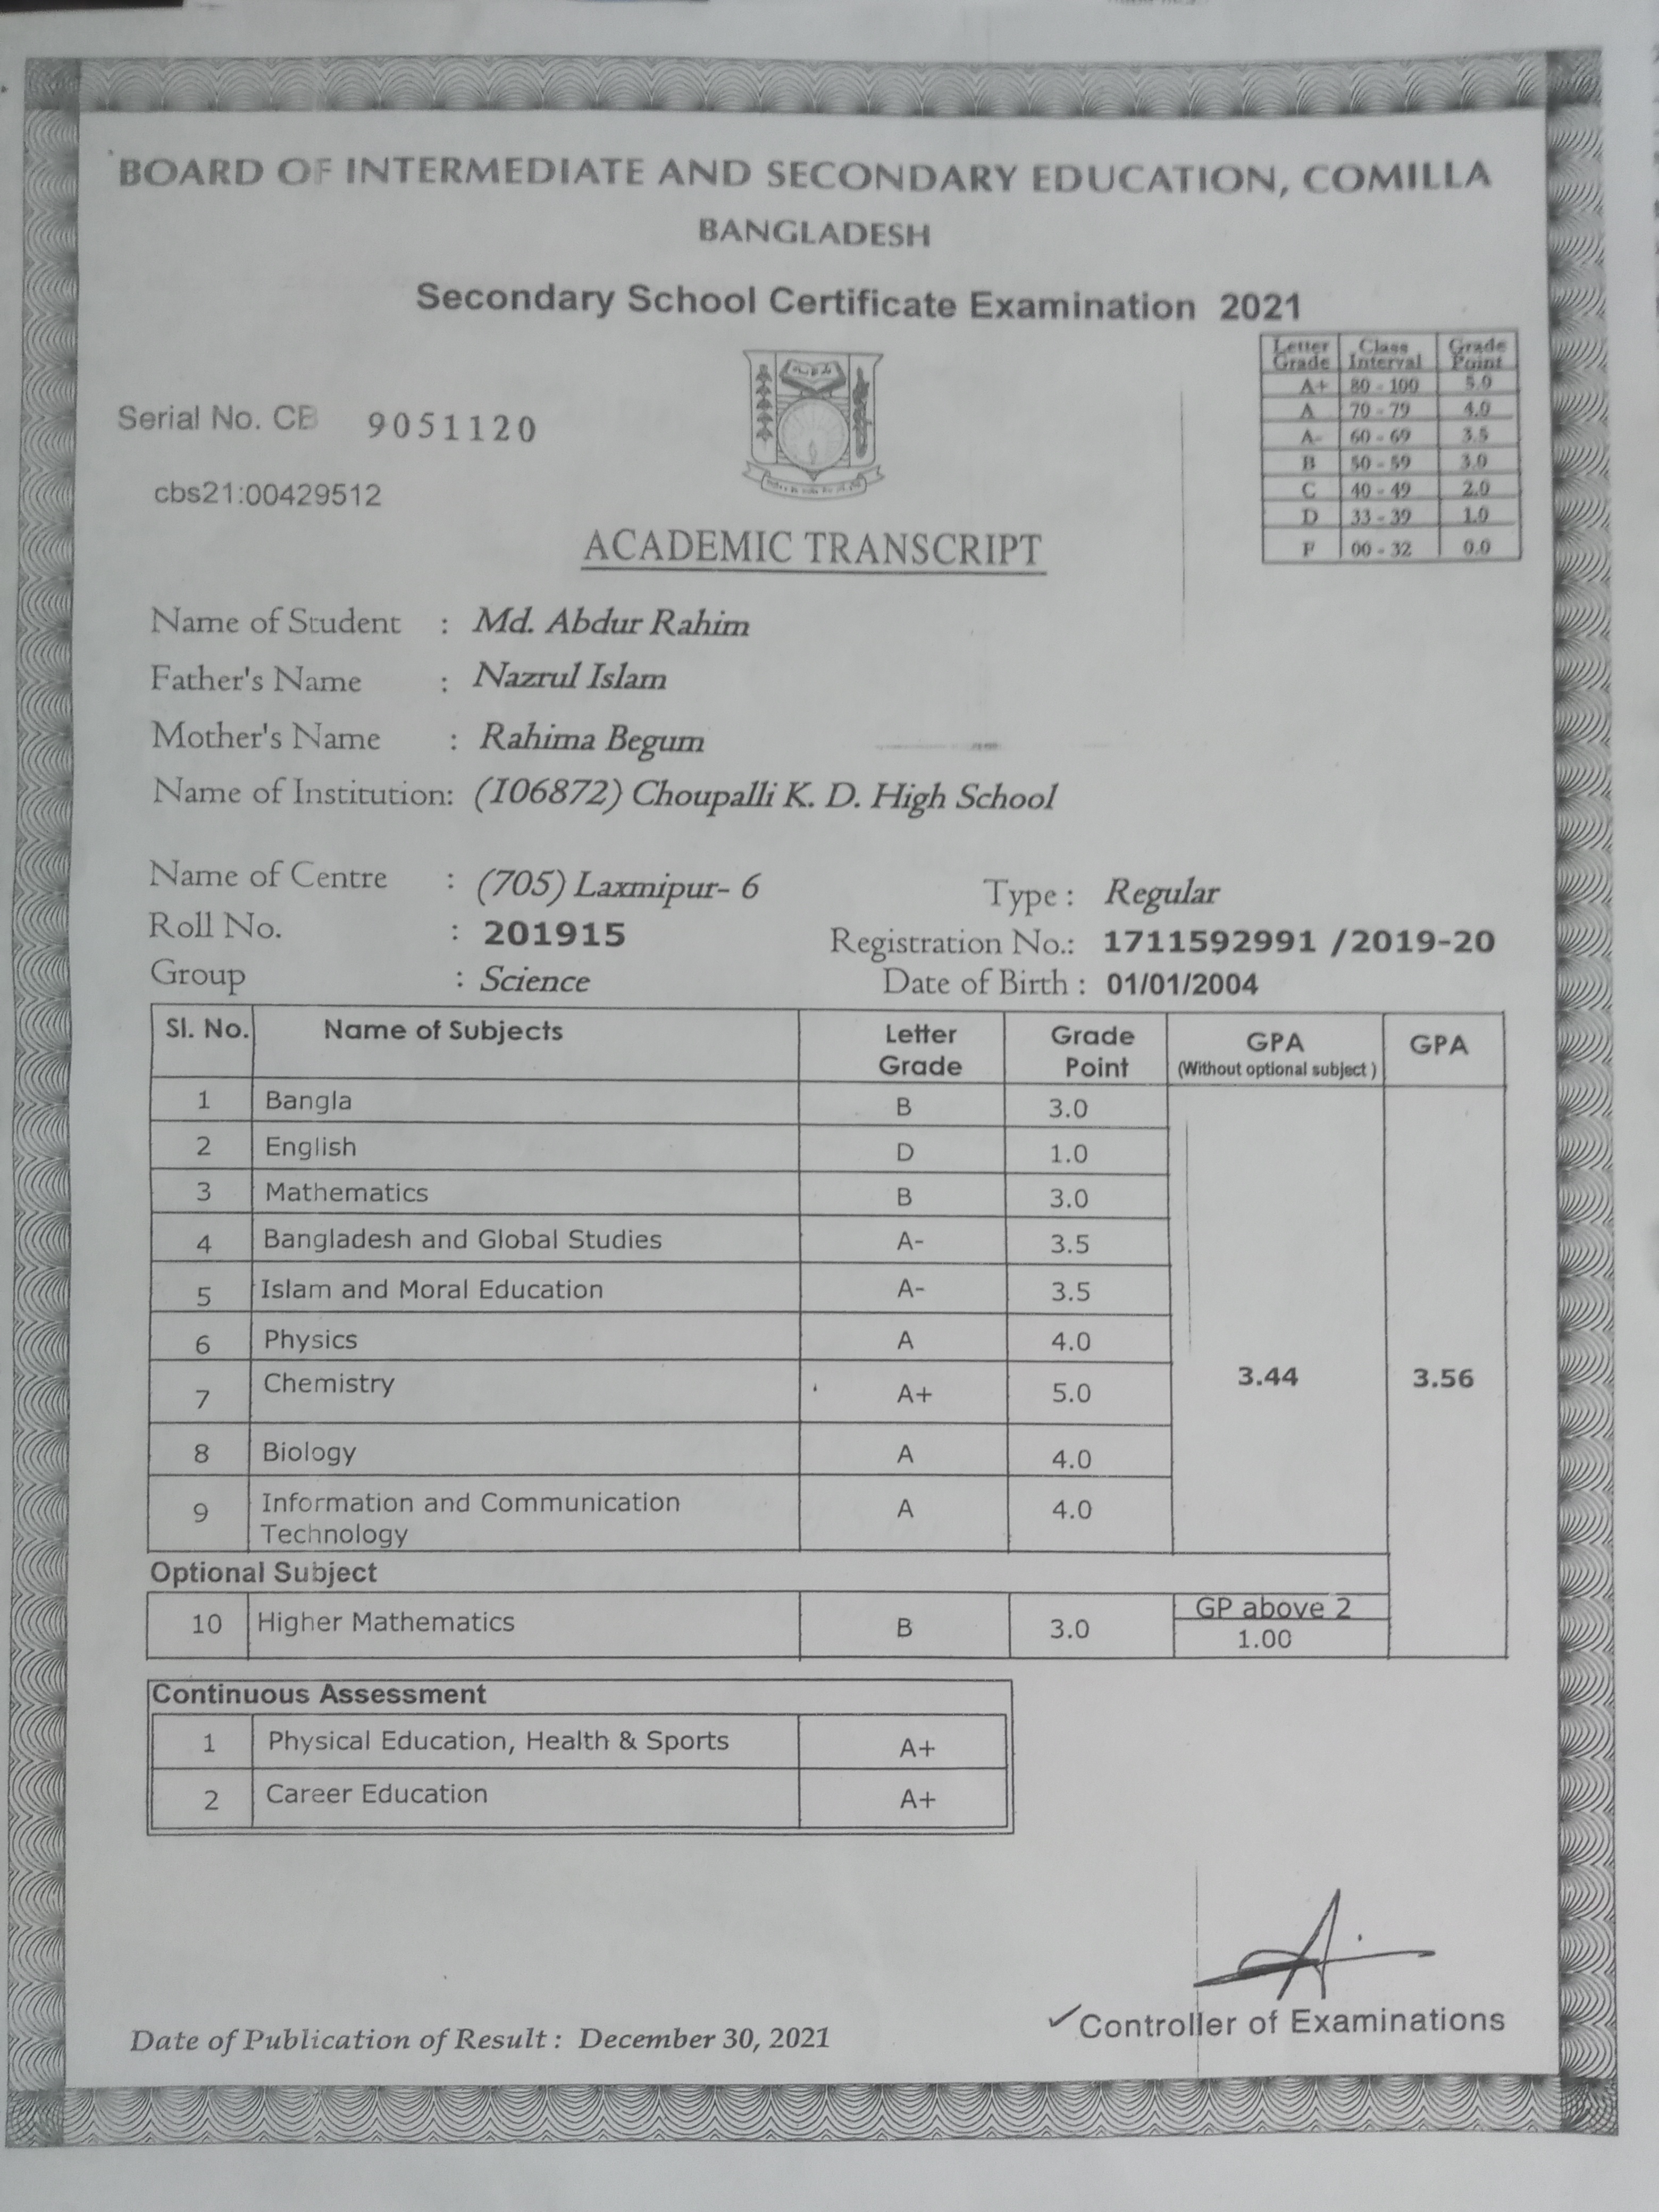 BOARD OF INTERMEDIATE AND SECONDARY EDUCATION, COMILLA
BANGLADESH
Secondary School Certificate Examination 2021
Letter Grade Class Interval Grade Point
A+ 80 - 100 5.0
A 70 - 79 4.0
A- 60 - 69 3.5
B 50 - 59 3.0
C 40 - 49 2.0
D 33 - 39 1.0
F 00 - 32 0.0
Serial No. CB 9051120
cbs21:00429512
ACADEMIC TRANSCRIPT
Name of Student : Md. Abdur Rahim
Father's Name : Nazrul Islam
Mother's Name : Rahima Begum
Name of Institution: (106872) Choupalli K. D. High School
Name of Centre : (705) Laxmipur- 6 Type : Regular
Roll No. : 201915 Registration No.: 1711592991 /2019-20
Group : Science Date of Birth : 01/01/2004
Sl. No. Name of Subjects Letter Grade Grade Point GPA (Without optional subject ) GPA
1 Bangla B 3.0
2 English D 1.0
3 Mathematics B 3.0
4 Bangladesh and Global Studies A- 3.5
5 Islam and Moral Education A- 3.5
6 Physics A 4.0
7 Chemistry A+ 5.0 3.44 3.56
8 Biology A 4.0
9 Information and Communication Technology A 4.0
Optional Subject
10 Higher Mathematics B 3.0 GP above 2 1.00
Continuous Assessment
1 Physical Education, Health & Sports A+
2 Career Education A+
Date of Publication of Result : December 30, 2021
Controller of Examinations